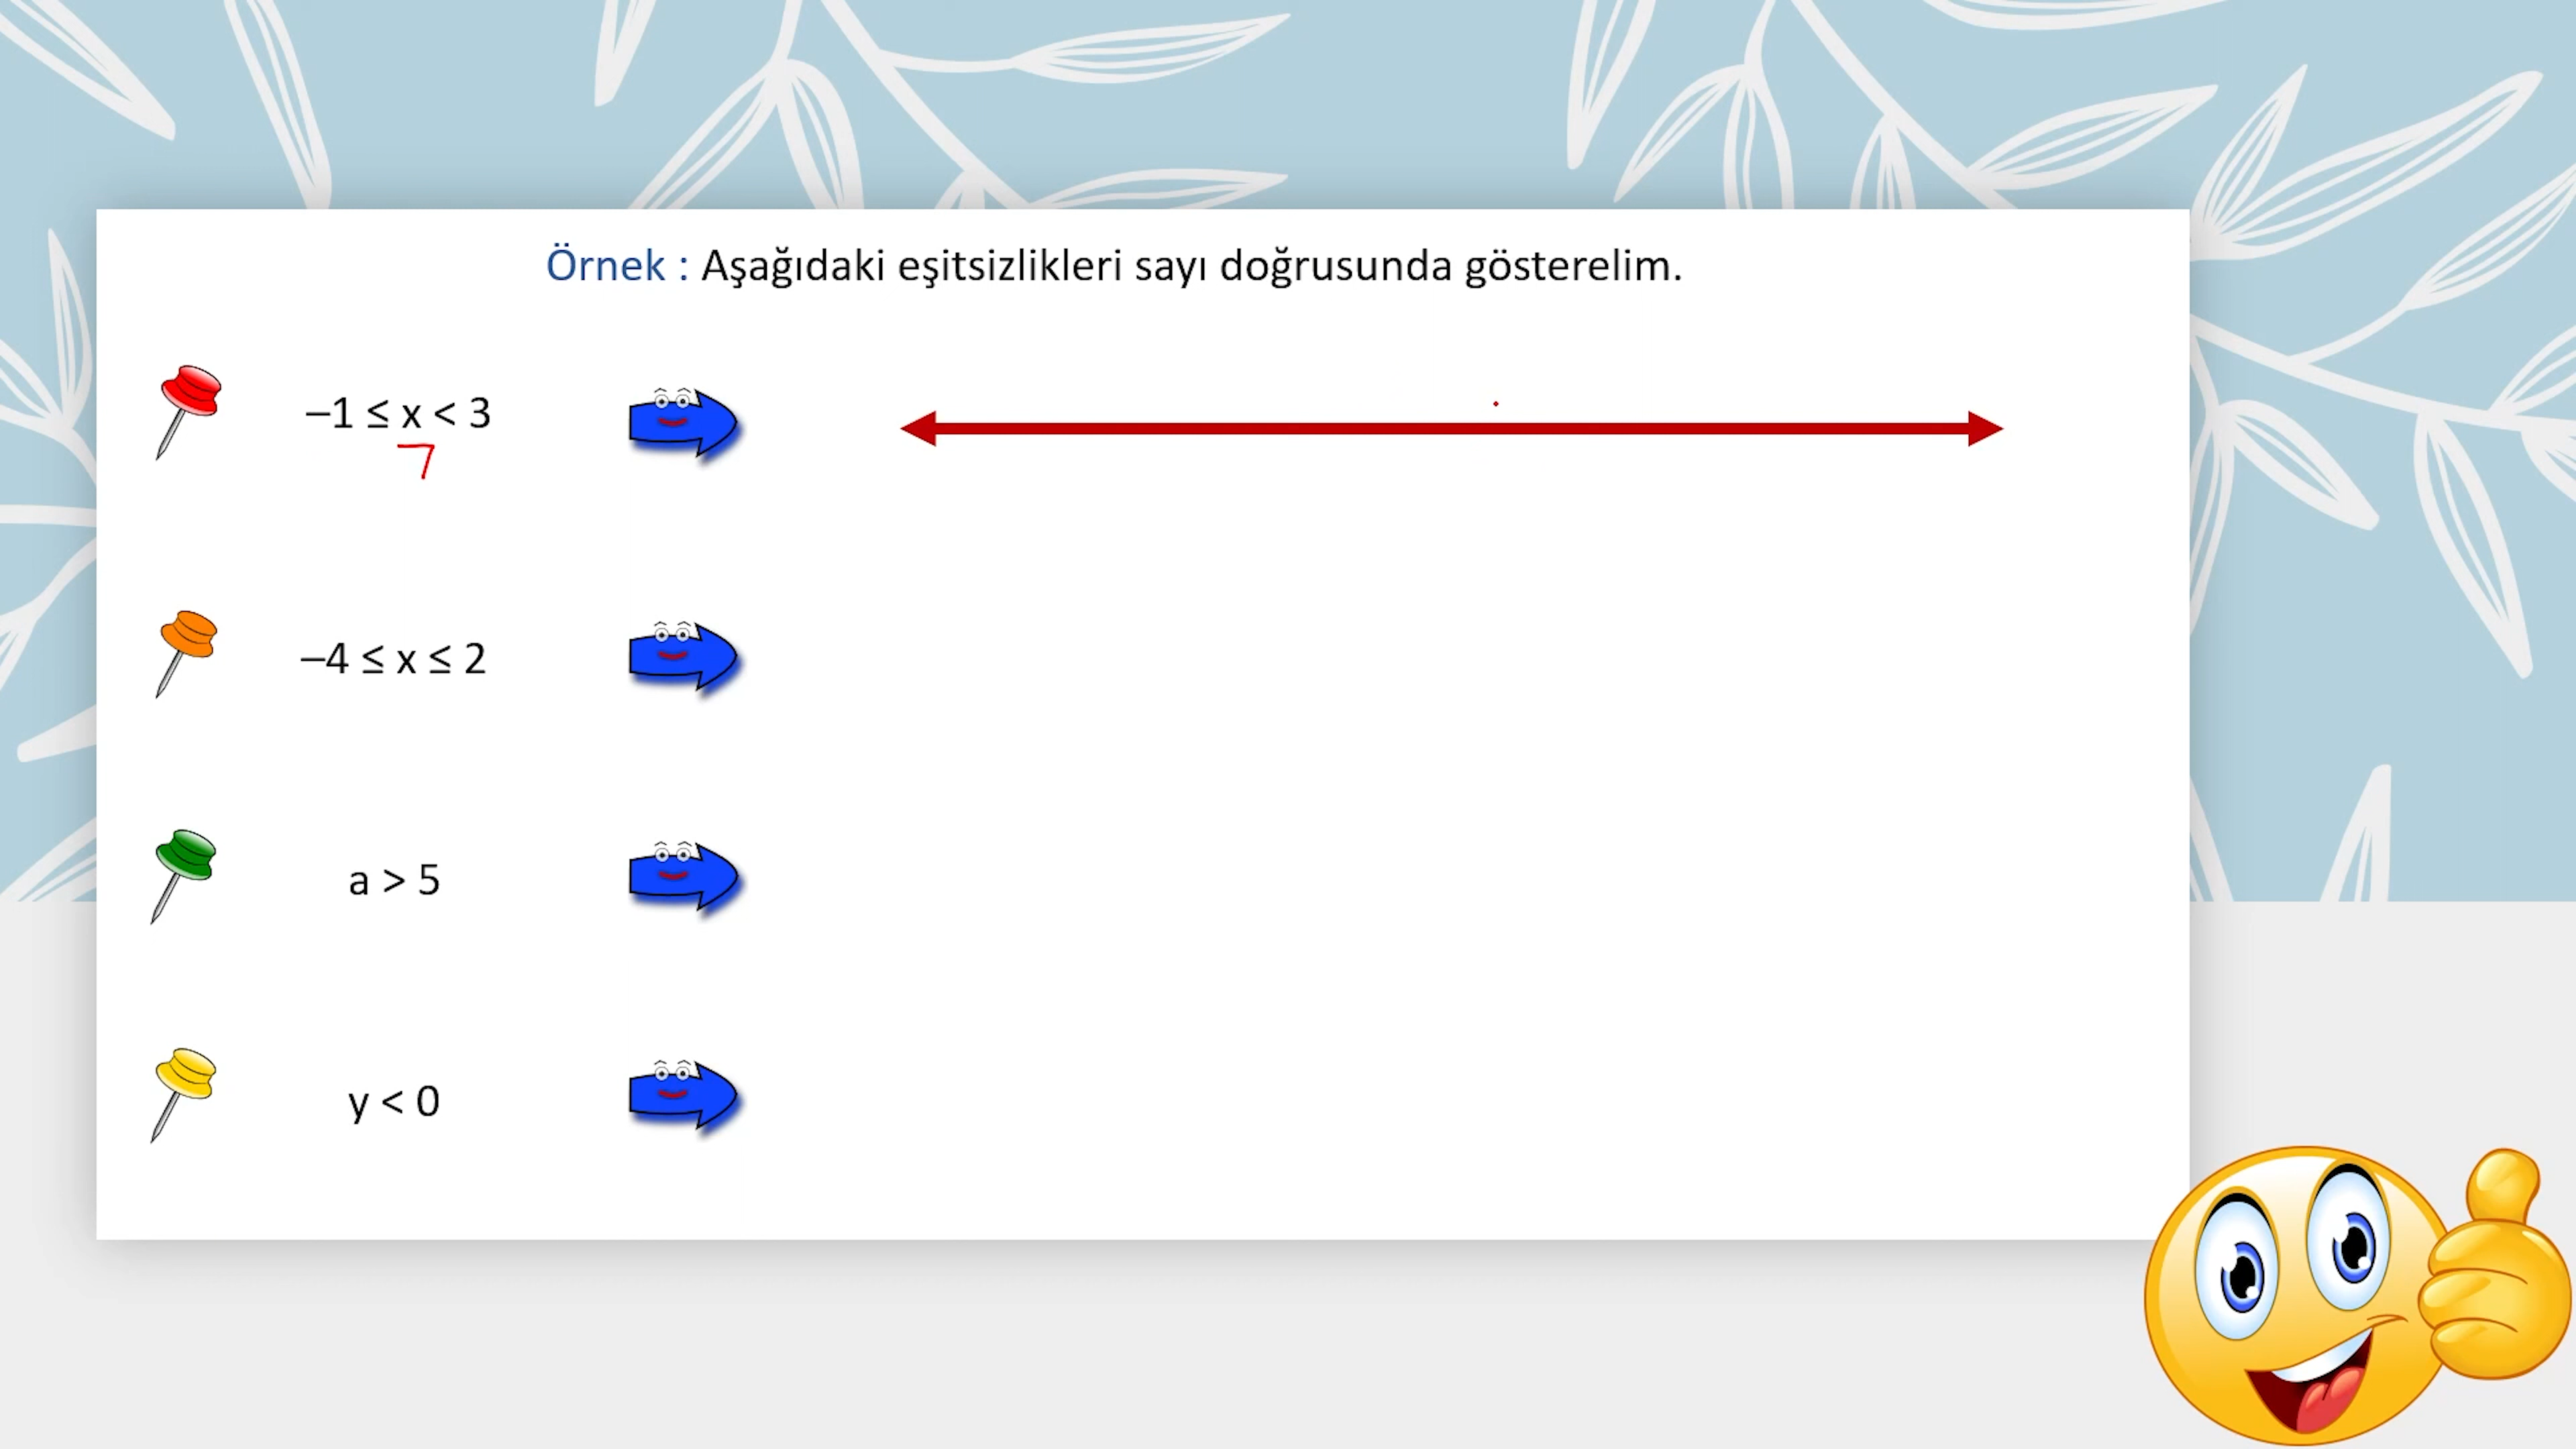 Örnek : Aşağıdaki eşitsizlikleri sayı doğrusunda gösterelim.
–1 ≤ x < 3
–4 ≤ x ≤ 2
a > 5
y < 0